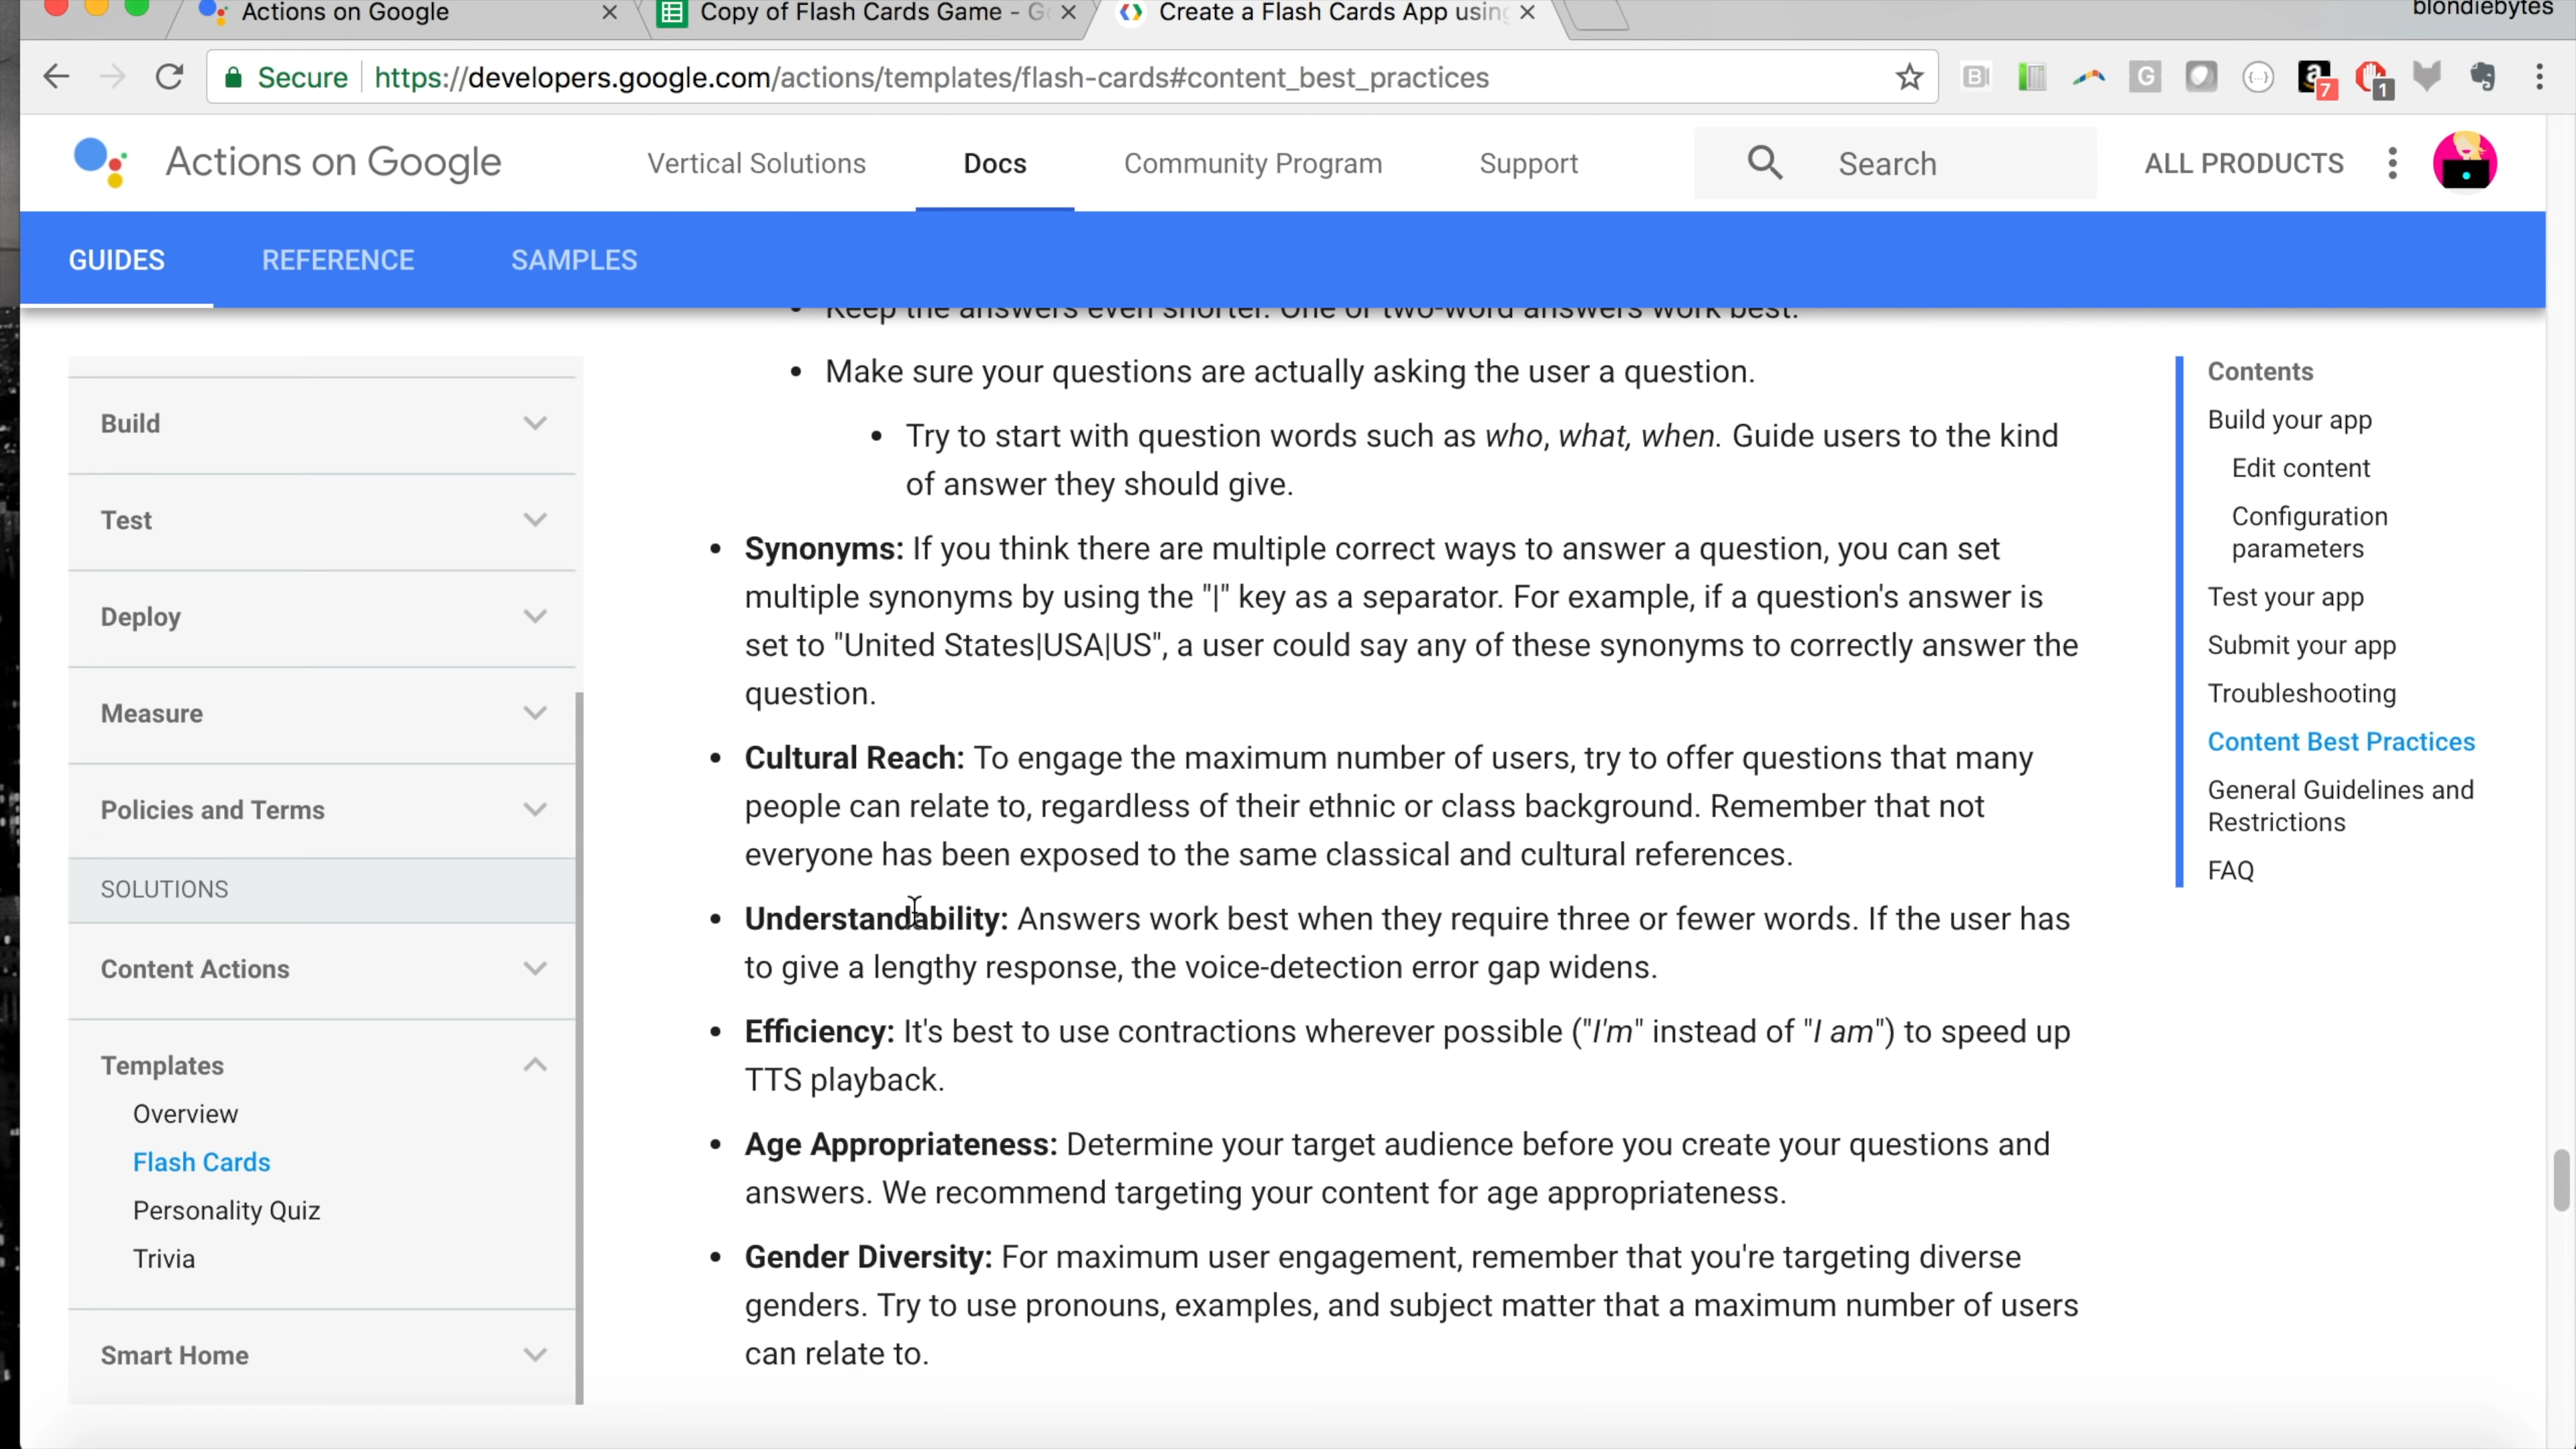 Actions on Google
Copy of Flash Cards Game - G
Create a Flash Cards App using
blondiebytes
Secure
https://developers.google.com/actions/templates/flash-cards#content_best_practices
7
1
Actions on Google
Vertical Solutions
Docs
Community Program
Support
Search
ALL PRODUCTS
GUIDES
REFERENCE
SAMPLES
Build
Test
Deploy
Measure
Policies and Terms
SOLUTIONS
Content Actions
Templates
Overview
Flash Cards
Personality Quiz
Trivia
Smart Home
Keep the answers even shorter. One or two-word answers work best.
Make sure your questions are actually asking the user a question.
Try to start with question words such as who, what, when. Guide users to the kind
of answer they should give.
Synonyms: If you think there are multiple correct ways to answer a question, you can set
multiple synonyms by using the "|" key as a separator. For example, if a question's answer is
set to "United States|USA|US", a user could say any of these synonyms to correctly answer the
question.
Cultural Reach: To engage the maximum number of users, try to offer questions that many
people can relate to, regardless of their ethnic or class background. Remember that not
everyone has been exposed to the same classical and cultural references.
Understandability: Answers work best when they require three or fewer words. If the user has
to give a lengthy response, the voice-detection error gap widens.
Efficiency: It's best to use contractions wherever possible ("I'm" instead of "I am") to speed up
TTS playback.
Age Appropriateness: Determine your target audience before you create your questions and
answers. We recommend targeting your content for age appropriateness.
Gender Diversity: For maximum user engagement, remember that you're targeting diverse
genders. Try to use pronouns, examples, and subject matter that a maximum number of users
can relate to.
Contents
Build your app
Edit content
Configuration
parameters
Test your app
Submit your app
Troubleshooting
Content Best Practices
General Guidelines and
Restrictions
FAQ